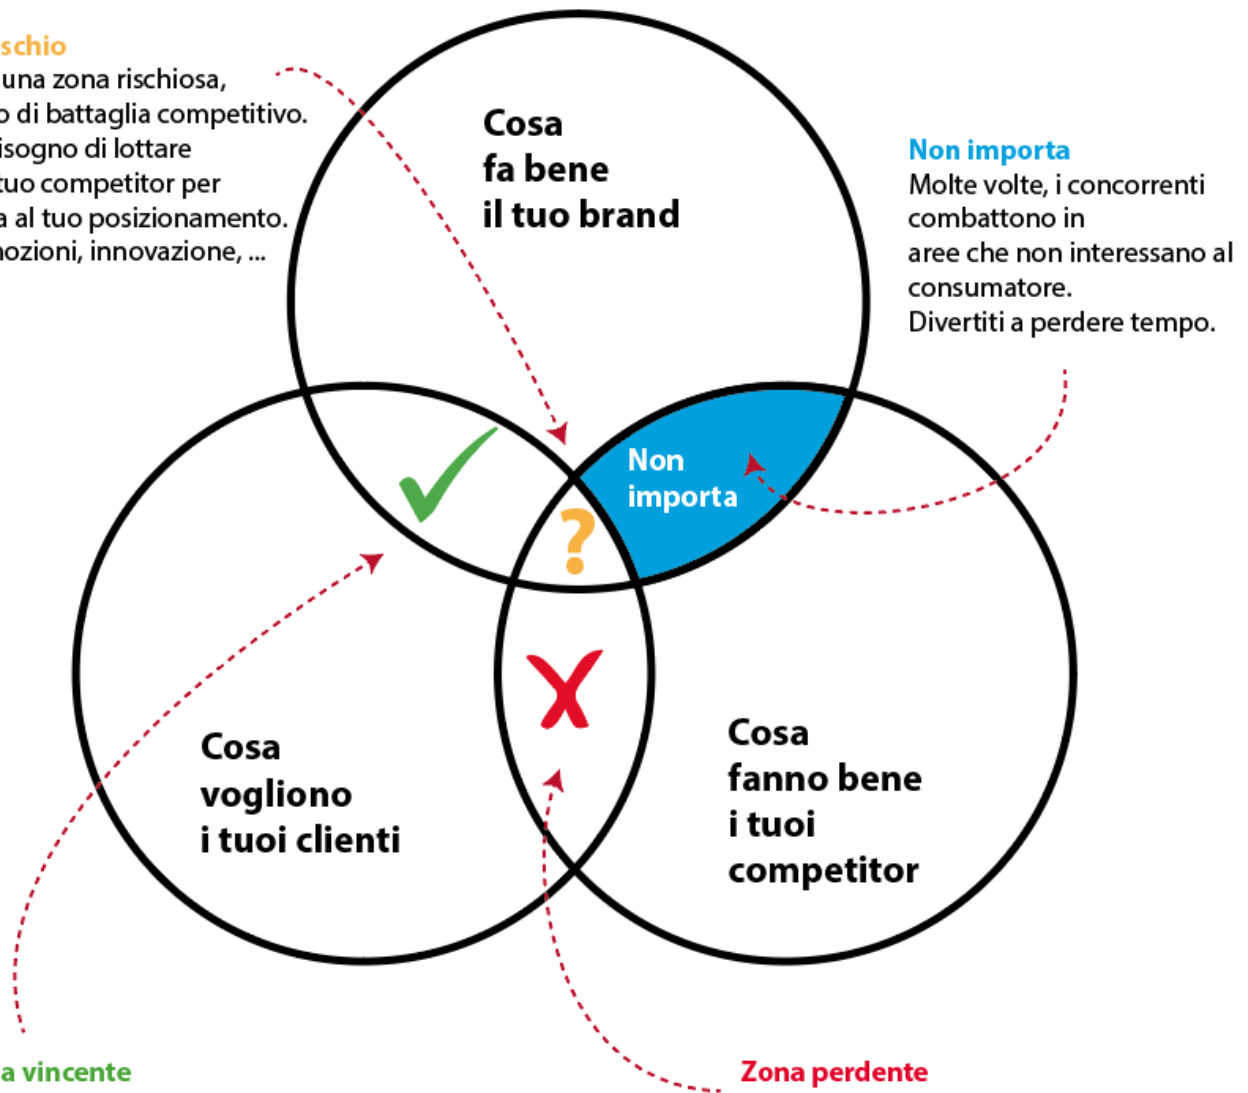 schio
una zona rischiosa,
o di battaglia competitivo.
isogno di lottare
tuo competitor per
a al tuo posizionamento.
nozioni, innovazione, ...
Cosa
fa bene
il tuo brand
Non importa
Molte volte, i concorrenti
combattono in
aree che non interessano al
consumatore.
Divertiti a perdere tempo.
Non
importa
?
Cosa
vogliono
i tuoi clienti
Cosa
fanno bene
i tuoi
competitor
a vincente
Zona perdente